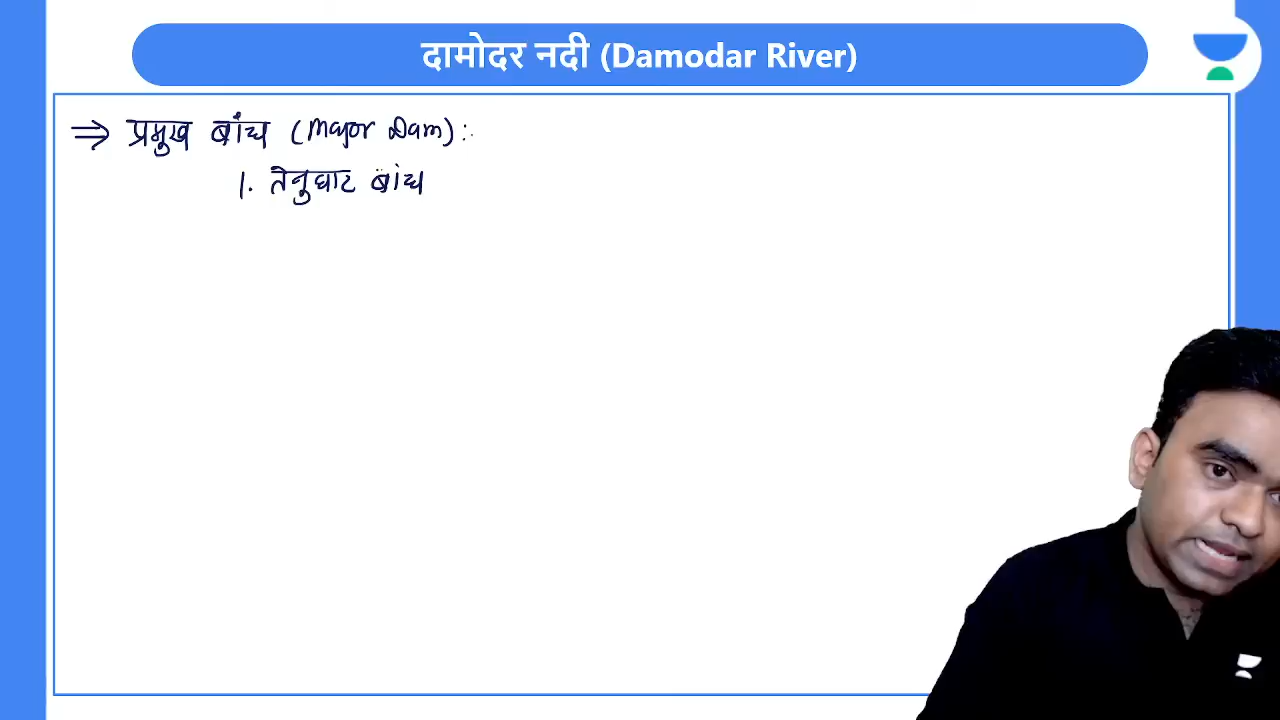 दामोदर नदी (Damodar River)
⇒ प्रमुख बांध (Major Dam) :
1. तेनुघाट बांध